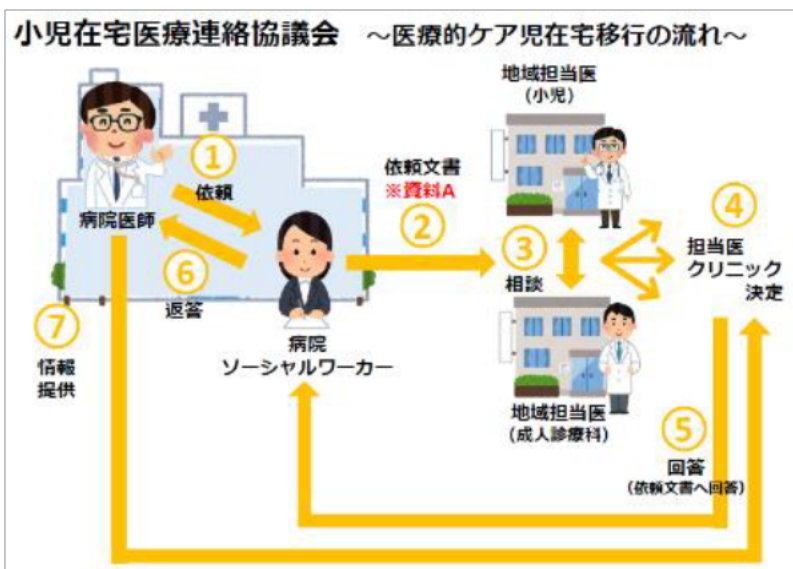 小児在宅医療連絡協議会 ～医療的ケア児在宅移行の流れ～
病院医師
①
依頼
病院
ソーシャルワーカー
依頼文書
※資料A
②
地域担当医
(小児)
③
相談
地域担当医
(成人診療科)
④
担当医
クリニック
決定
⑤
回答
(依頼文書へ回答)
⑥
返答
⑦
情報
提供